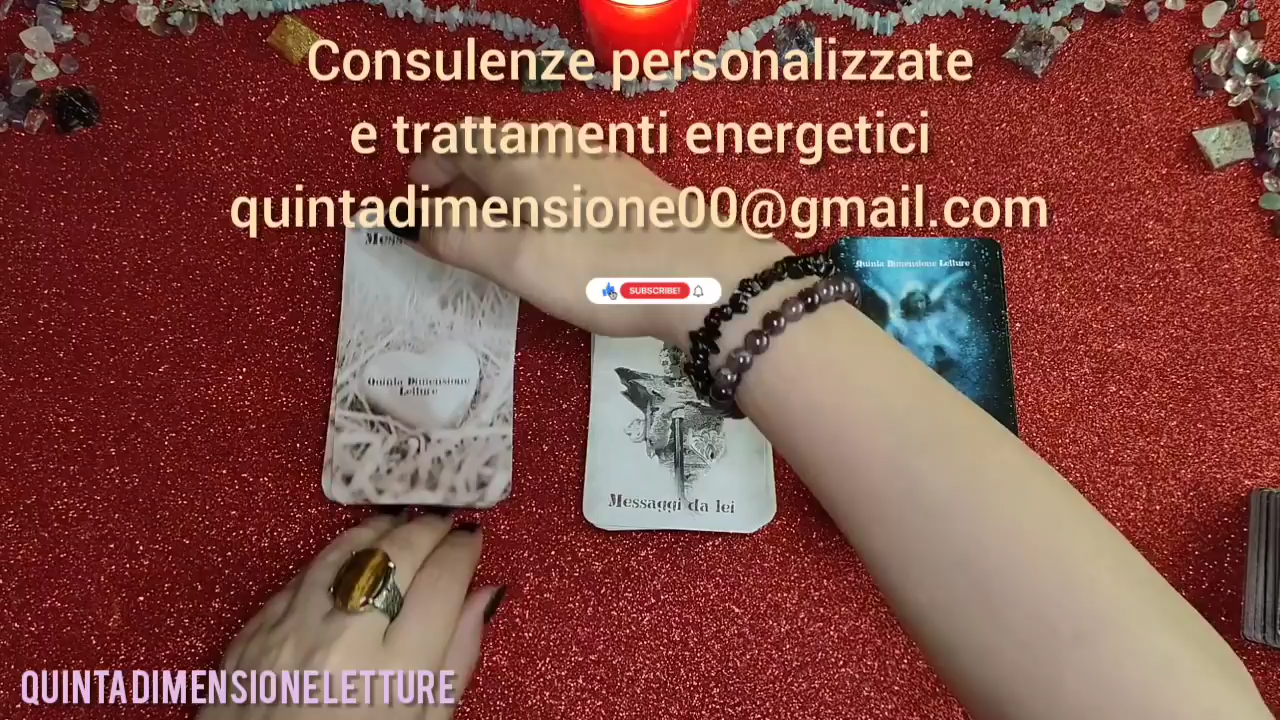 Consulenze personalizzate
e trattamenti energetici
quintadimensione00@gmail.com
Quinta Dimensione Letture
SUBSCRIBE!
Quinta Dimensione
Letture
Messaggi da lei
QUINTADIMENSIONELETTURE